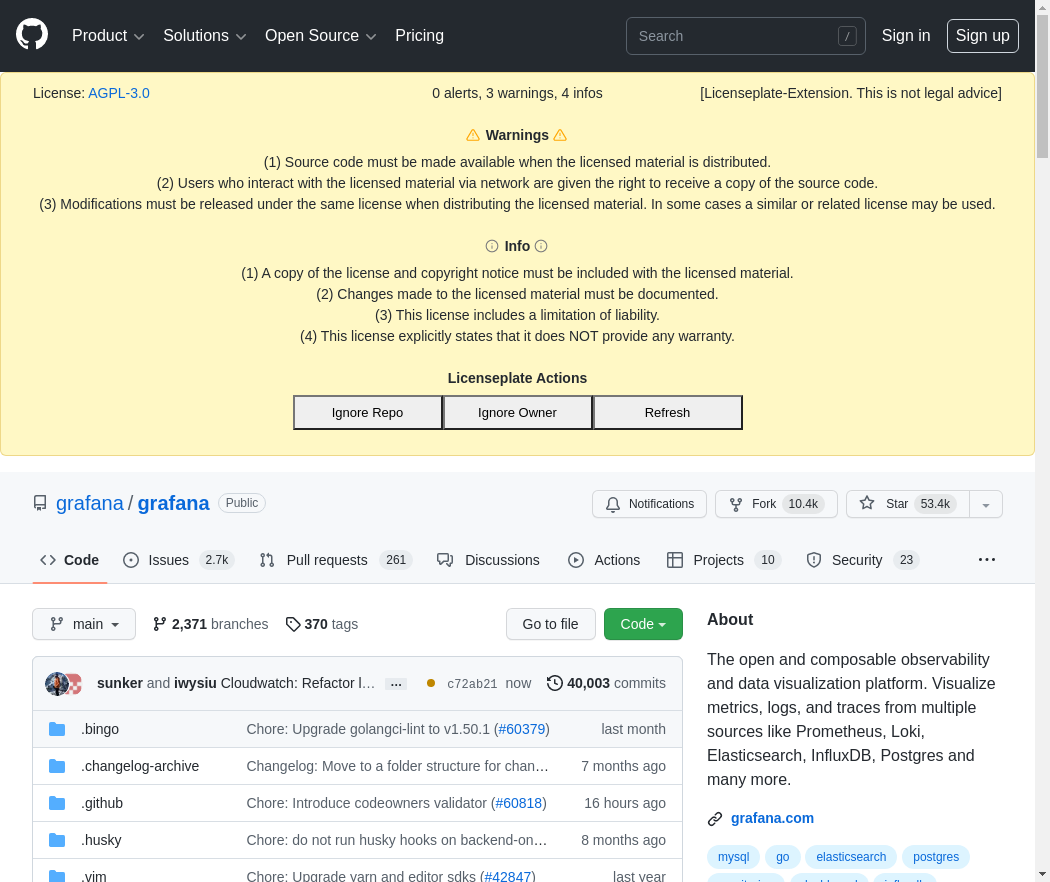 Product Solutions Open Source Pricing Search / Sign in Sign up
License: AGPL-3.0 0 alerts, 3 warnings, 4 infos [Licenseplate-Extension. This is not legal advice]
Warnings
(1) Source code must be made available when the licensed material is distributed.
(2) Users who interact with the licensed material via network are given the right to receive a copy of the source code.
(3) Modifications must be released under the same license when distributing the licensed material. In some cases a similar or related license may be used.
Info
(1) A copy of the license and copyright notice must be included with the licensed material.
(2) Changes made to the licensed material must be documented.
(3) This license includes a limitation of liability.
(4) This license explicitly states that it does NOT provide any warranty.
Licenseplate Actions
Ignore Repo Ignore Owner Refresh
grafana / grafana Public Notifications Fork 10.4k Star 53.4k
Code Issues 2.7k Pull requests 261 Discussions Actions Projects 10 Security 23 ...
main 2,371 branches 370 tags Go to file Code
sunker and iwysiu Cloudwatch: Refactor l… ... c72ab21 now 40,003 commits
.bingo Chore: Upgrade golangci-lint to v1.50.1 (#60379) last month
.changelog-archive Changelog: Move to a folder structure for chan… 7 months ago
.github Chore: Introduce codeowners validator (#60818) 16 hours ago
.husky Chore: do not run husky hooks on backend-on… 8 months ago
.vim Chore: Upgrade yarn and editor sdks (#42847) last year
About
The open and composable observability
and data visualization platform. Visualize
metrics, logs, and traces from multiple
sources like Prometheus, Loki,
Elasticsearch, InfluxDB, Postgres and
many more.
grafana.com
mysql go elasticsearch postgres